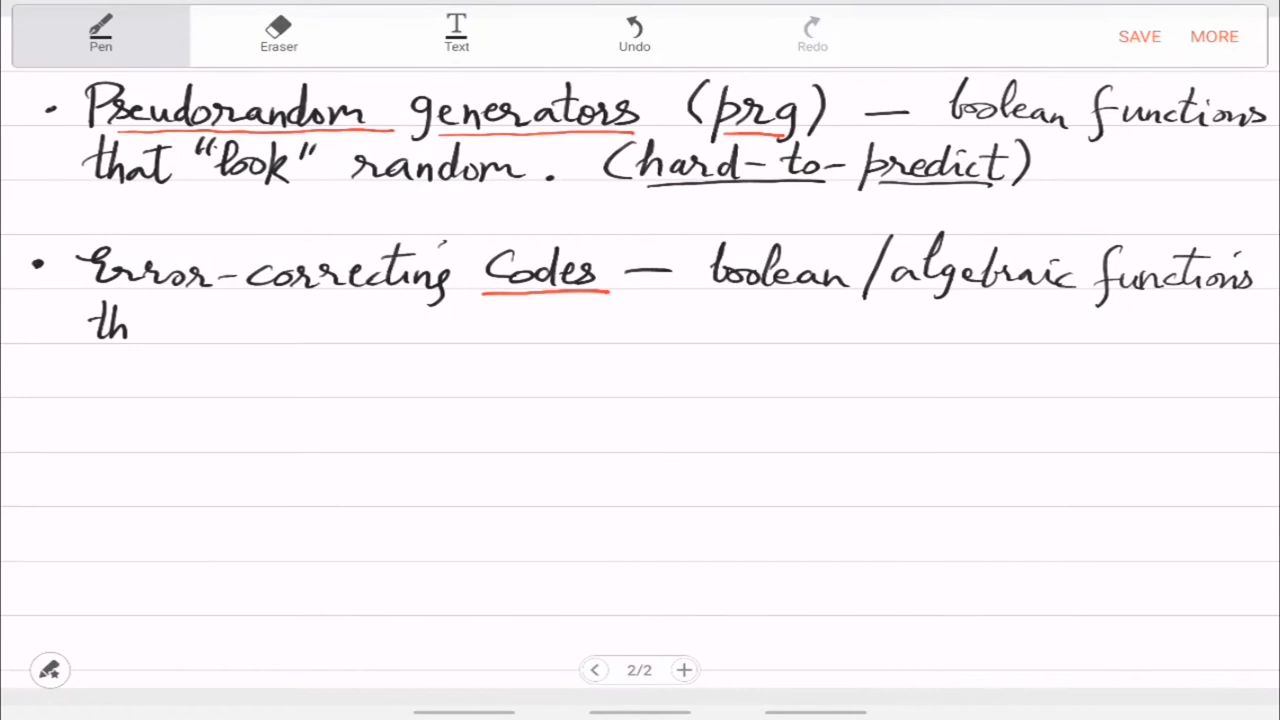 Pen Eraser Text Undo Redo SAVE MORE
• Pseudorandom generators (prg) — boolean functions
that "look" random. (hard-to-predict)
• Error-correcting Codes — boolean/algebraic functions
th
2/2